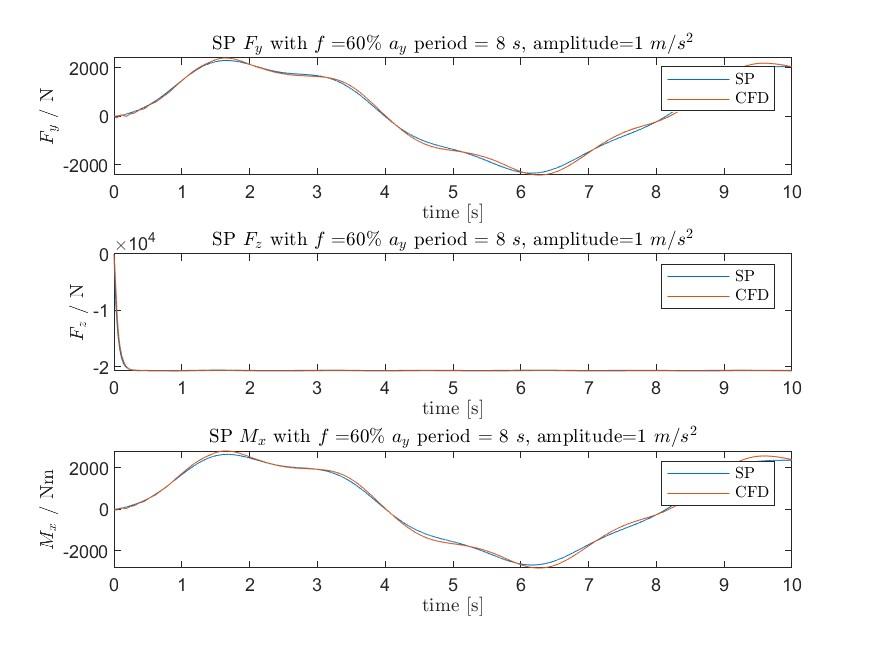 SP F_y with f =60% a_y period = 8 s, amplitude=1 m/s^2
2000
0
-2000
F_y / N
SP
CFD
0 1 2 3 4 5 6 7 8 9 10
time [s]
SP F_z with f =60% a_y period = 8 s, amplitude=1 m/s^2
×10^4
0
-1
-2
F_z / N
SP
CFD
0 1 2 3 4 5 6 7 8 9 10
time [s]
SP M_x with f =60% a_y period = 8 s, amplitude=1 m/s^2
2000
0
-2000
M_x / Nm
SP
CFD
0 1 2 3 4 5 6 7 8 9 10
time [s]